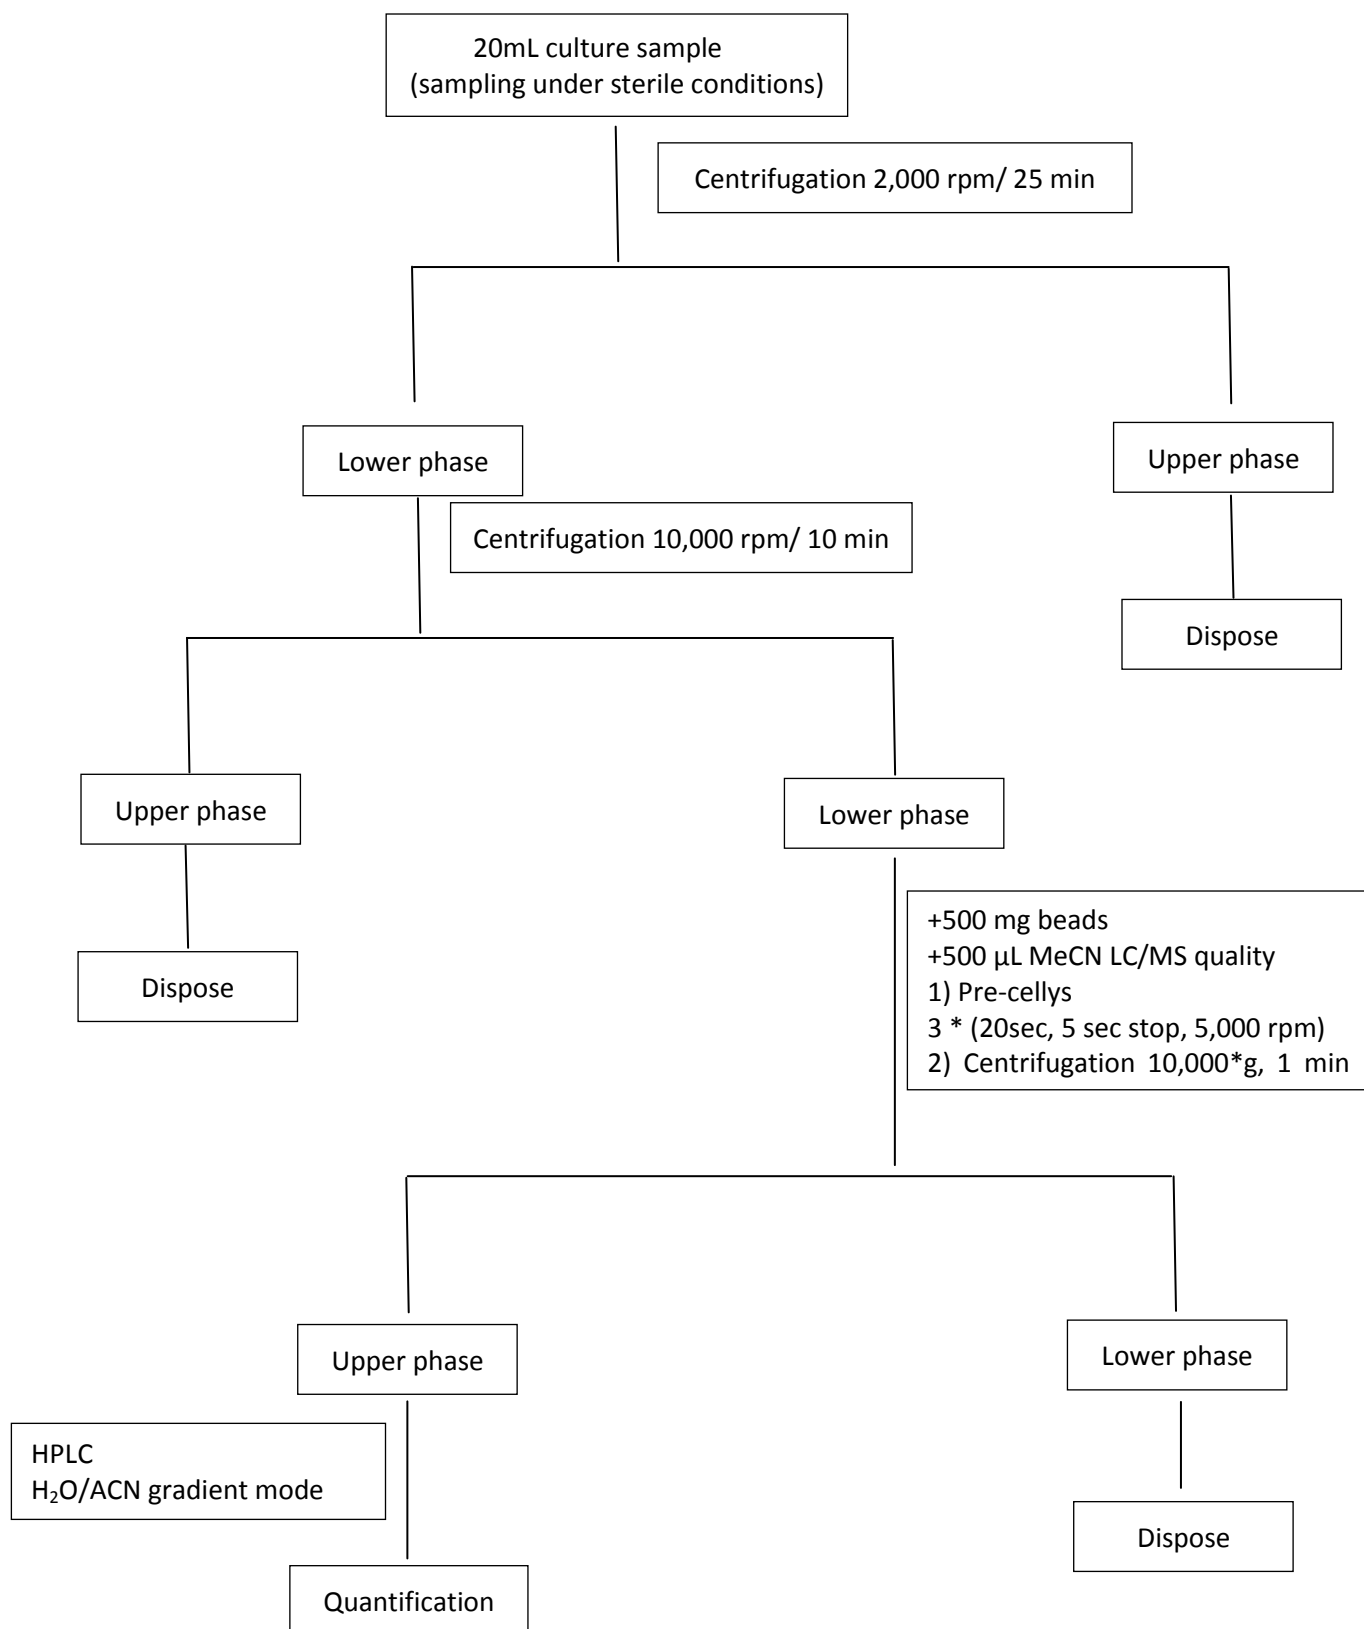 20mL culture sample
(sampling under sterile conditions)
Centrifugation 2,000 rpm/ 25 min
Lower phase
Upper phase
Centrifugation 10,000 rpm/ 10 min
Dispose
Upper phase
Lower phase
+500 mg beads
+500 µL MeCN LC/MS quality
1) Pre-cellys
3 * (20sec, 5 sec stop, 5,000 rpm)
2) Centrifugation 10,000*g, 1 min
Dispose
Upper phase
Lower phase
HPLC
H₂O/ACN gradient mode
Dispose
Quantification